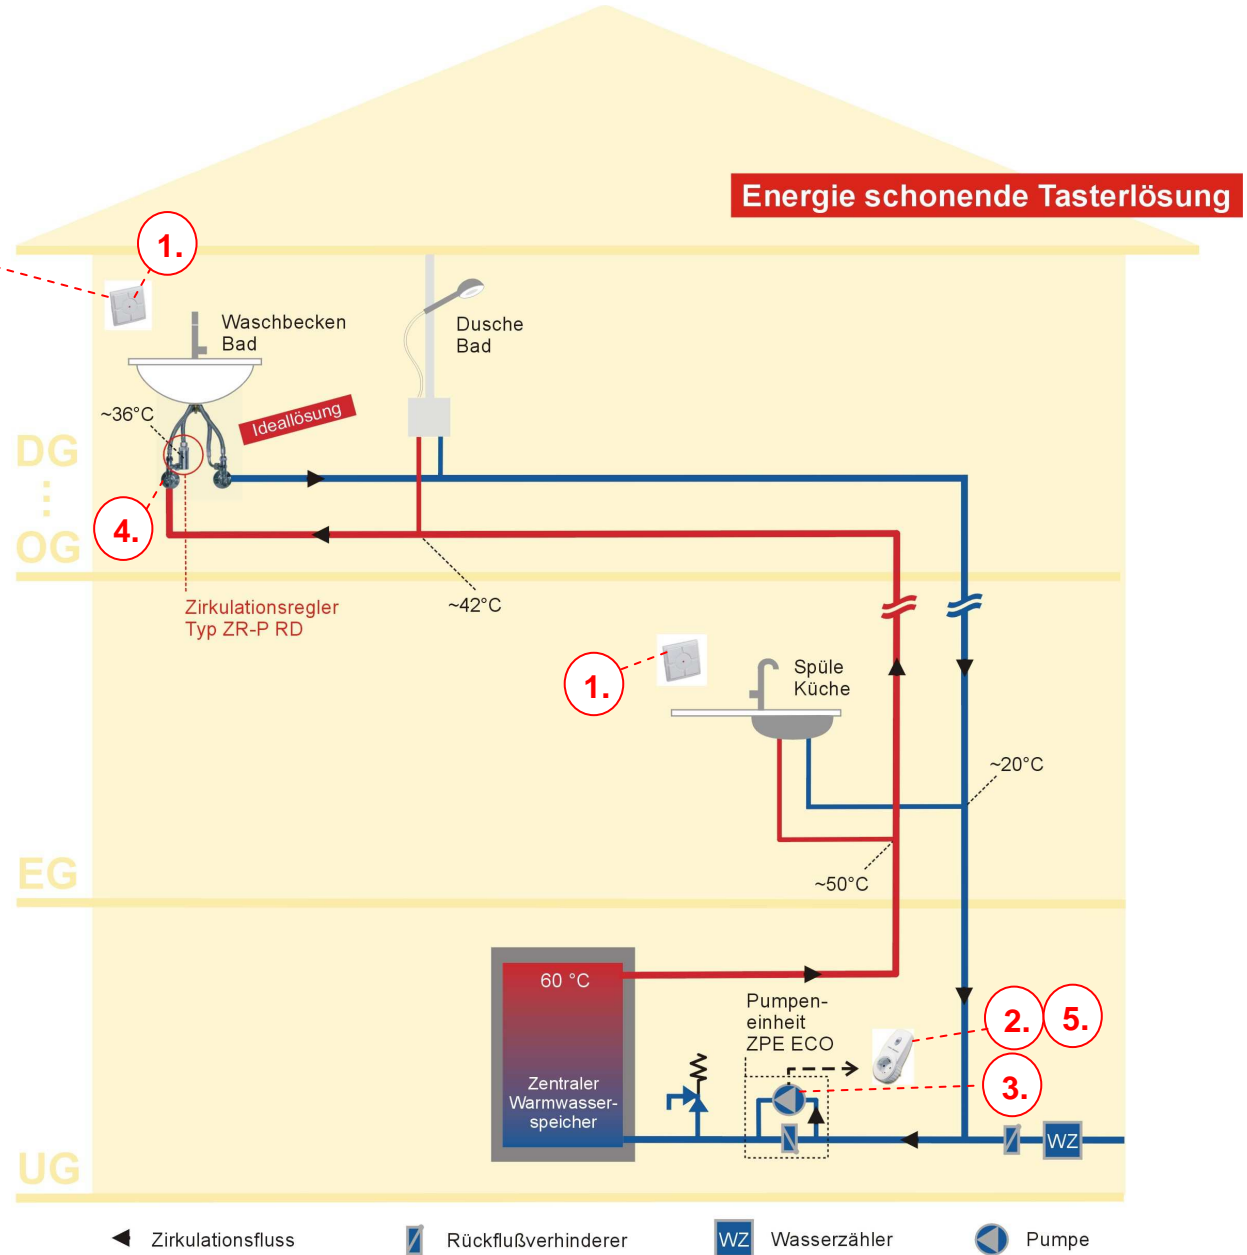 Energie schonende Tasterlösung
1.
Waschbecken
Bad
Dusche
Bad
~36°C
Ideallösung
DG
OG
4.
Zirkulationsregler
Typ ZR-P RD
~42°C
1.
Spüle
Küche
~20°C
~50°C
EG
60 °C
Zentraler
Warmwasser-
speicher
Pumpen-
einheit
ZPE ECO
2.
5.
3.
WZ
UG
Zirkulationsfluss
Rückflußverhinderer
WZ
Wasserzähler
Pumpe